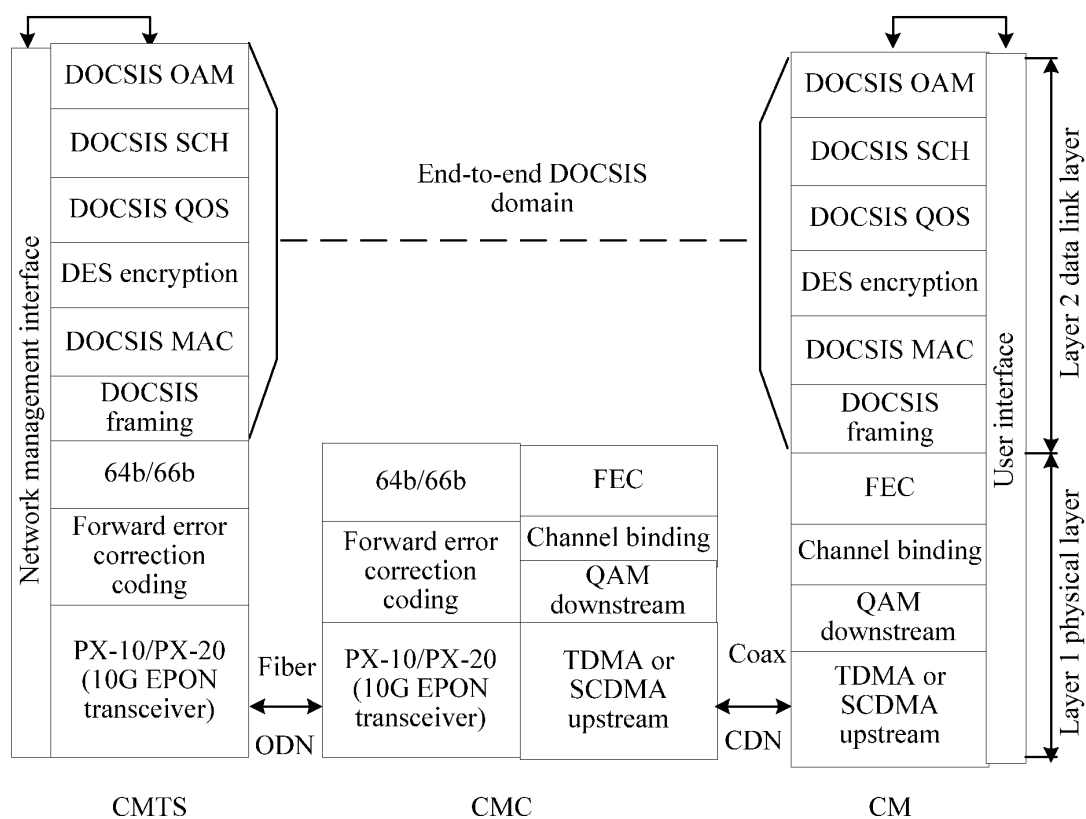 Network management interface
DOCSIS OAM
DOCSIS SCH
DOCSIS QOS
DES encryption
DOCSIS MAC
DOCSIS
framing
64b/66b
Forward error
correction
coding
PX-10/PX-20
(10G EPON
transceiver)
CMTS
End-to-end DOCSIS
domain
Fiber
ODN
64b/66b
Forward error
correction
coding
PX-10/PX-20
(10G EPON
transceiver)
FEC
Channel binding
QAM
downstream
TDMA or
SCDMA
upstream
CMC
Coax
CDN
DOCSIS OAM
DOCSIS SCH
DOCSIS QOS
DES encryption
DOCSIS MAC
DOCSIS
framing
FEC
Channel binding
QAM
downstream
TDMA or
SCDMA
upstream
CM
User interface
Layer 2 data link layer
Layer 1 physical layer